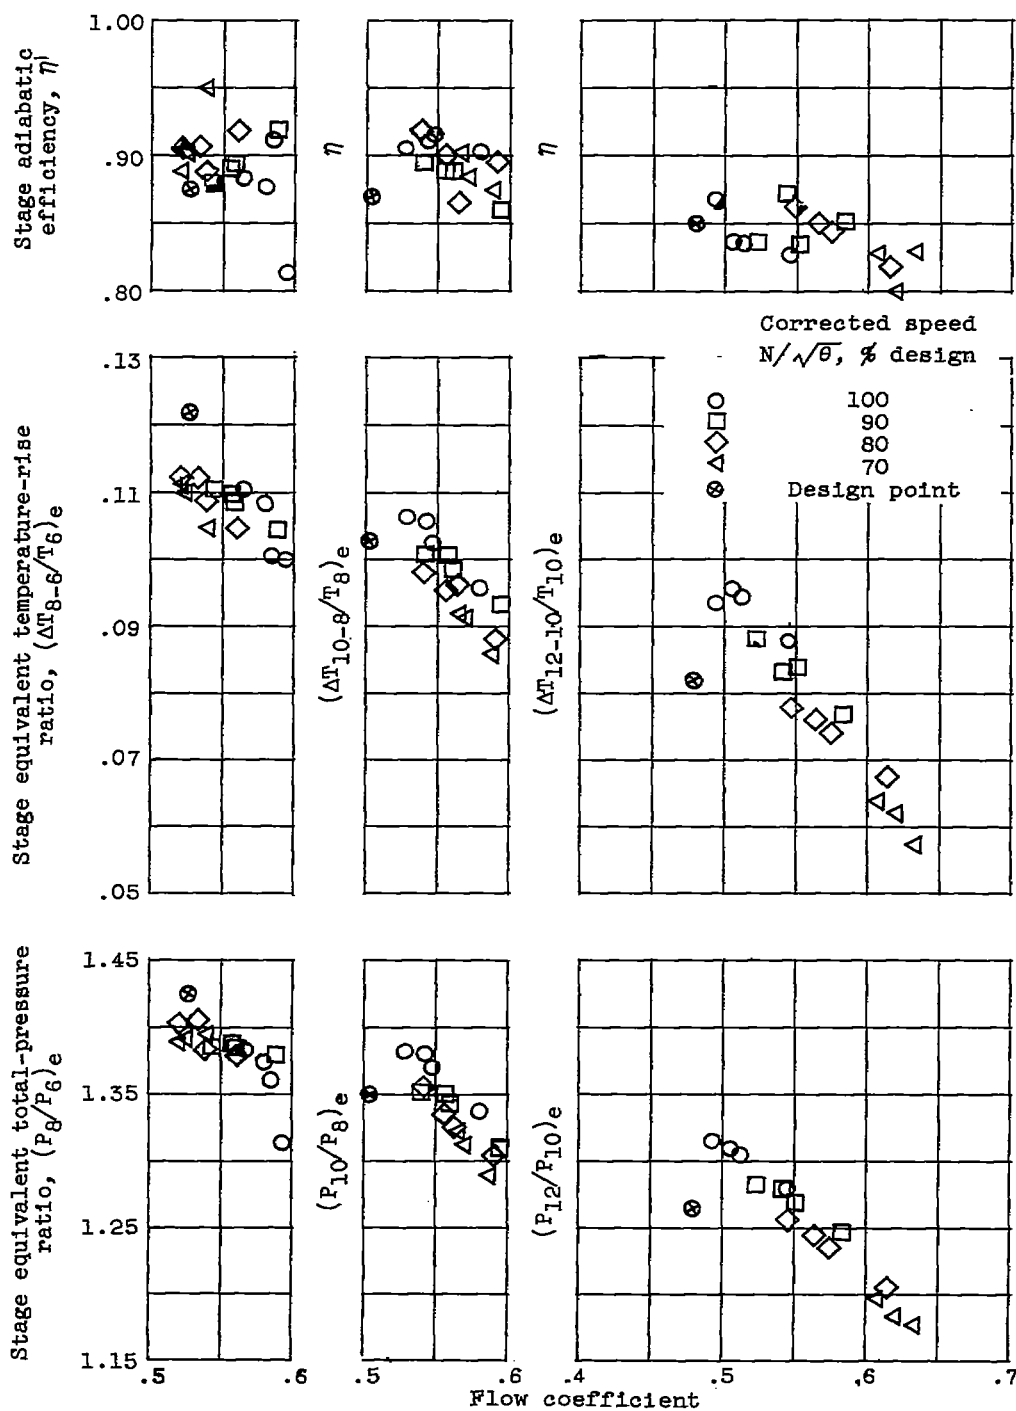 Stage adiabatic
efficiency, η
1.00
.90
.80
η
η
Corrected speed
N/√θ, % design
100
90
80
70
Design point
Stage equivalent temperature-rise
ratio, (ΔT8-6/T6)e
.13
.11
.09
.07
.05
(ΔT10-8/T8)e
(ΔT12-10/T10)e
Stage equivalent total-pressure
ratio, (P8/P6)e
1.45
1.35
1.25
1.15
(P10/P8)e
(P12/P10)e
.5 .6 .5 .6 .4 .5 .6 .7
Flow coefficient